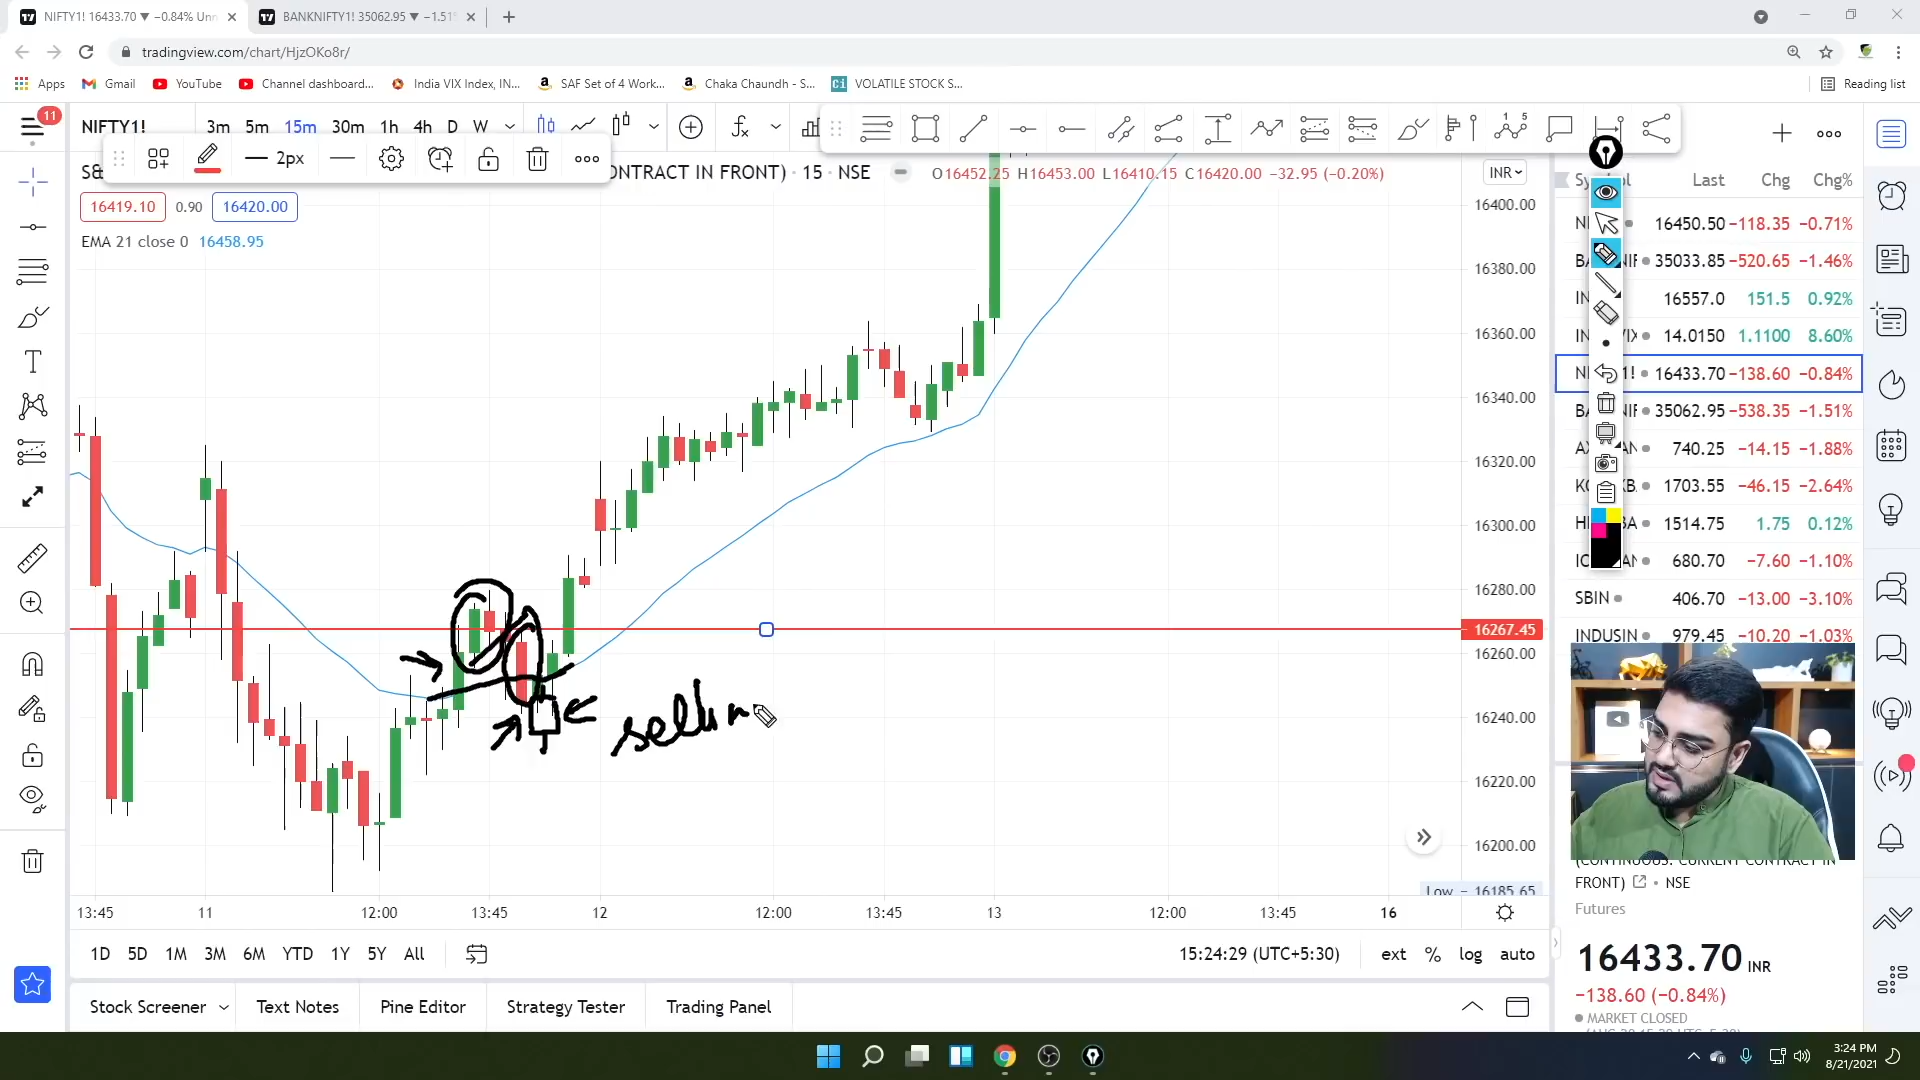 NIFTY1! 16433.70 ▼ −0.84% Unn
BANKNIFTY1! 35062.95 ▼ −1.51%
tradingview.com/chart/HjzOKo8r/
Apps Gmail YouTube Channel dashboard... India VIX Index, IN... SAF Set of 4 Work... Chaka Chaundh - S... VOLATILE STOCK S... Reading list
11
NIFTY1! 3m 5m 15m 30m 1h 4h D W
2px
ONTRACT IN FRONT) · 15 · NSE O16452.25 H16453.00 L16410.15 C16420.00 −32.95 (−0.20%) INR
16419.10 0.90 16420.00
EMA 21 close 0 16458.95
16400.00
16380.00
16360.00
16340.00
16320.00
16300.00
16280.00
16267.45
16260.00
16240.00
16220.00
16200.00
Low − 16185.65
13:45 11 12:00 13:45 12 12:00 13:45 13 12:00 13:45 16
1D 5D 1M 3M 6M YTD 1Y 5Y All 15:24:29 (UTC+5:30) ext % log auto
Stock Screener Text Notes Pine Editor Strategy Tester Trading Panel
Last Chg Chg%
16450.50 −118.35 −0.71%
35033.85 −520.65 −1.46%
16557.0 151.5 0.92%
14.0150 1.1100 8.60%
16433.70 −138.60 −0.84%
35062.95 −538.35 −1.51%
740.25 −14.15 −1.88%
1703.55 −46.15 −2.64%
1514.75 1.75 0.12%
680.70 −7.60 −1.10%
SBIN 406.70 −13.00 −3.10%
INDUSIN 979.45 −10.20 −1.03%
(CONTINUOUS: CURRENT CONTRACT IN
FRONT) · NSE
Futures
16433.70 INR
−138.60 (−0.84%)
MARKET CLOSED
3:24 PM
8/21/2021